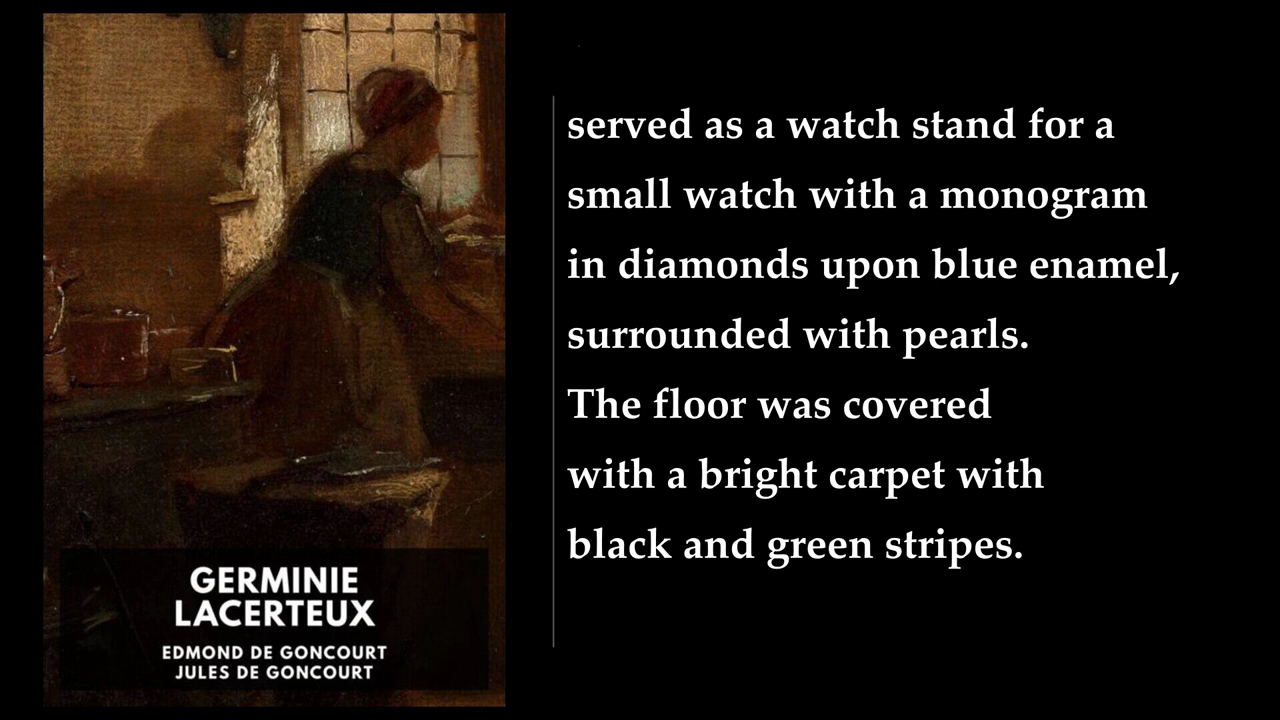 served as a watch stand for a
small watch with a monogram
in diamonds upon blue enamel,
surrounded with pearls.
The floor was covered
with a bright carpet with
black and green stripes.
GERMINIE
LACERTEUX
EDMOND DE GONCOURT
JULES DE GONCOURT